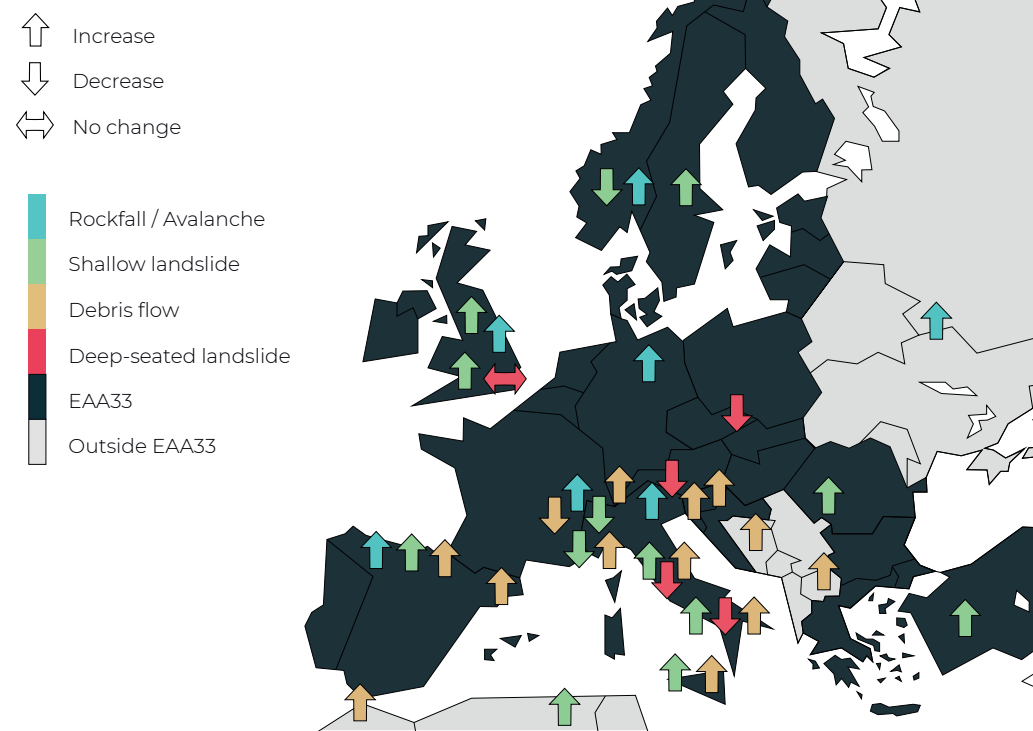 Increase
Decrease
No change
Rockfall / Avalanche
Shallow landslide
Debris flow
Deep-seated landslide
EAA33
Outside EAA33